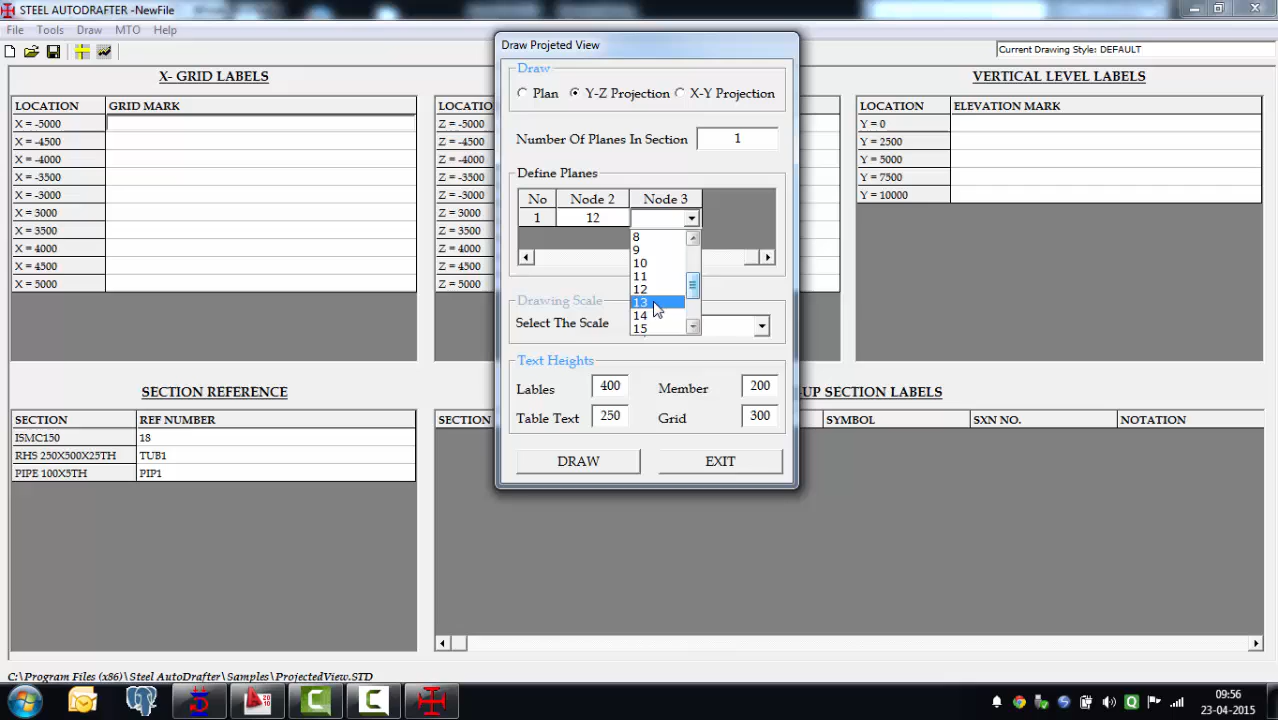 STEEL AUTODRAFTER -NewFile
File Tools Draw MTO Help
Current Drawing Style: DEFAULT
X- GRID LABELS
LOCATION GRID MARK
X = -5000
X = -4500
X = -4000
X = -3500
X = -3000
X = 3000
X = 3500
X = 4000
X = 4500
X = 5000
LOCATION
Z = -5000
Z = -4500
Z = -4000
Z = -3500
Z = -3000
Z = 3000
Z = 3500
Z = 4000
Z = 4500
Z = 5000
Draw Projeted View
Draw
Plan Y-Z Projection X-Y Projection
Number Of Planes In Section 1
Define Planes
No Node 2 Node 3
1 12
8
9
10
11
12
13
14
15
Drawing Scale
Select The Scale
Text Heights
Lables 400 Member 200
Table Text 250 Grid 300
DRAW EXIT
VERTICAL LEVEL LABELS
LOCATION ELEVATION MARK
Y = 0
Y = 2500
Y = 5000
Y = 7500
Y = 10000
SECTION REFERENCE
SECTION REF NUMBER
ISMC150 18
RHS 250X500X25TH TUB1
PIPE 100X5TH PIP1
-UP SECTION LABELS
SECTION SYMBOL SXN NO. NOTATION
C:\Program Files (x86)\Steel AutoDrafter\Samples\ProjectedView.STD
09:56
23-04-2015